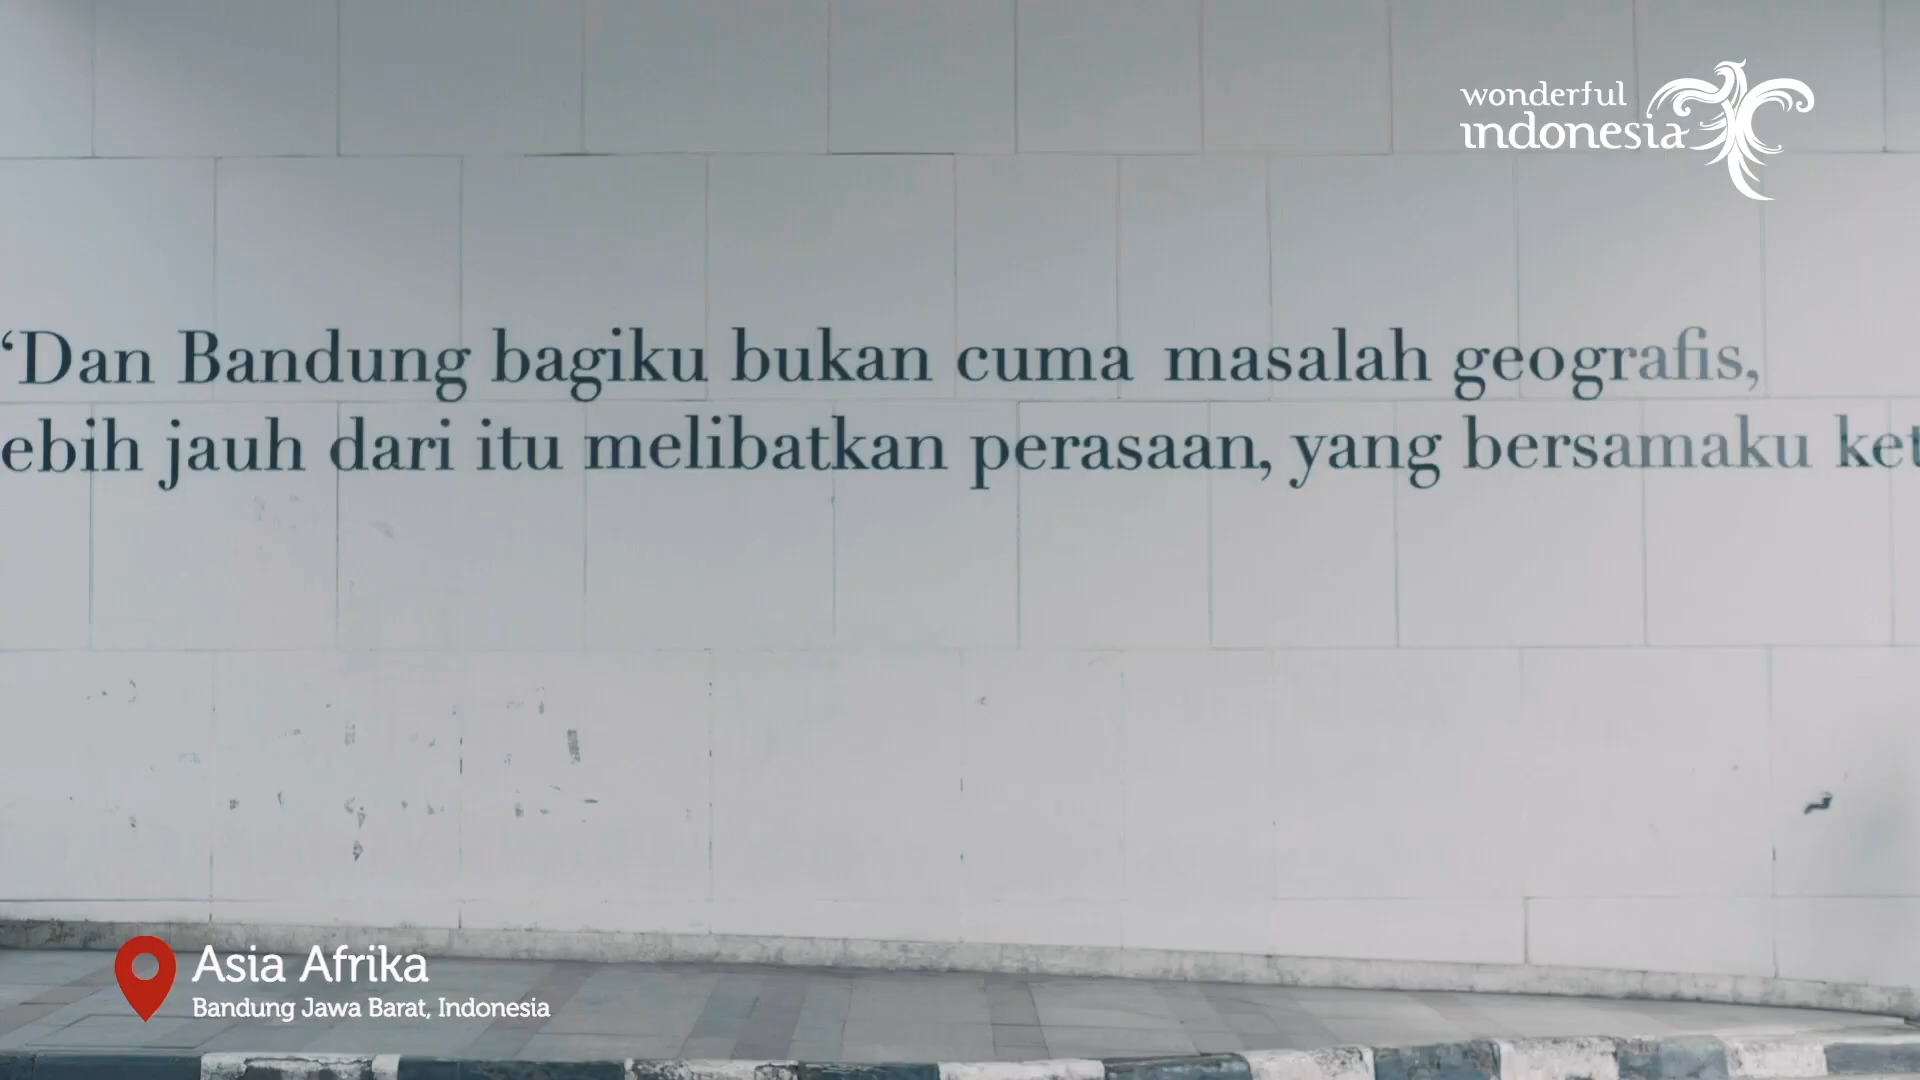 wonderful
indonesia
‘Dan Bandung bagiku bukan cuma masalah geografis,
ebih jauh dari itu melibatkan perasaan, yang bersamaku ket
Asia Afrika
Bandung Jawa Barat, Indonesia